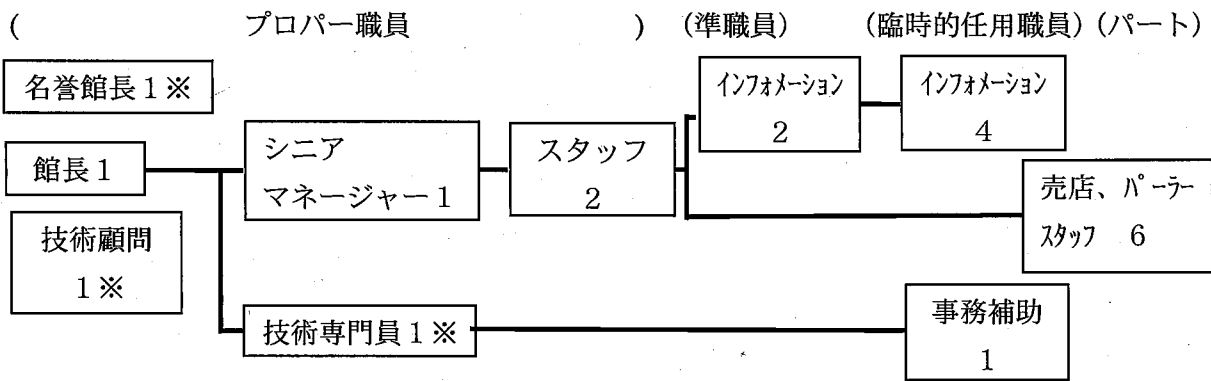 ( プロパー職員 ) (準職員) (臨時的任用職員) (パート)
名誉館長1※
館長1
技術顧問
1※
シニア
マネージャー1
スタッフ
2
技術専門員1※
インフォメーション
2
インフォメーション
4
売店、パーラー
スタッフ 6
事務補助
1